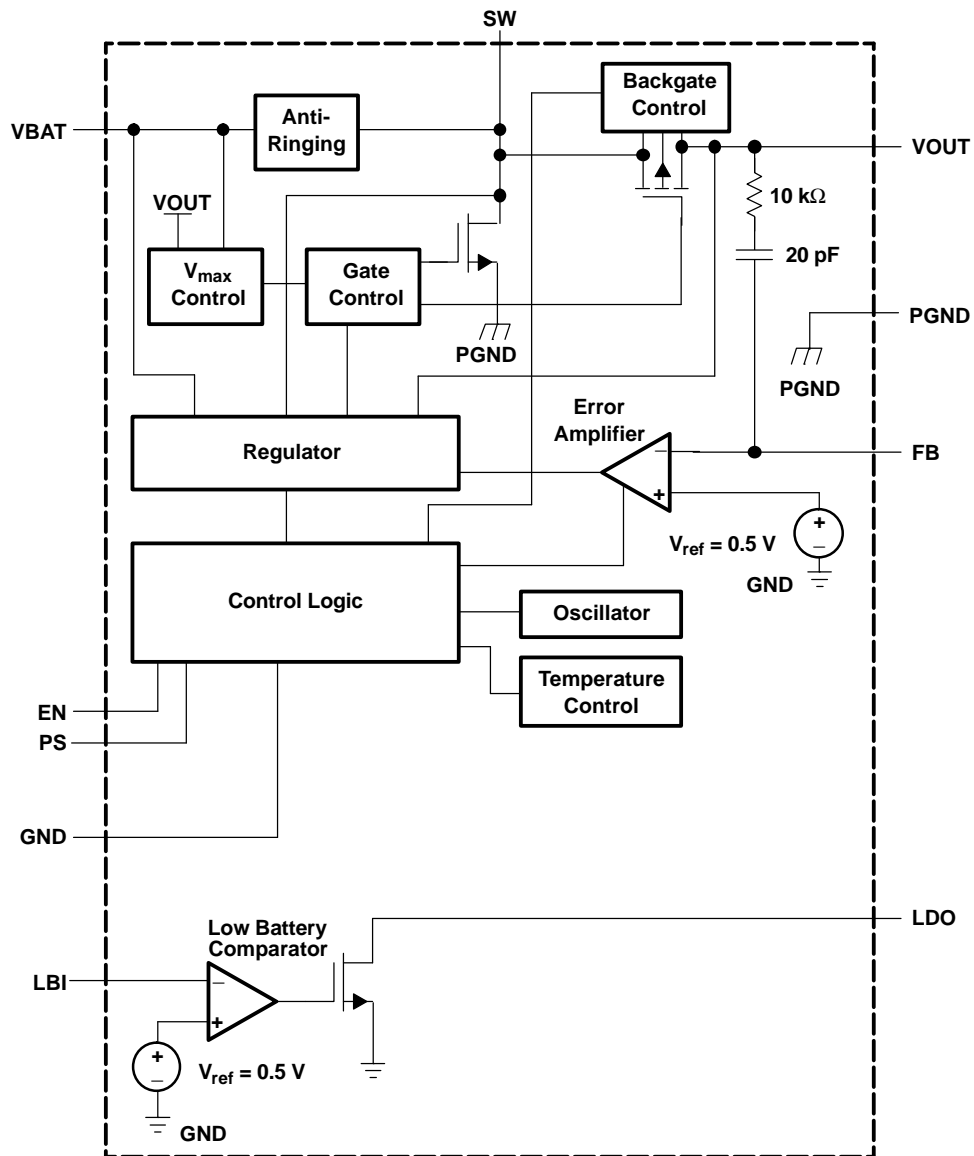 SW
Backgate
Control
VBAT
Anti-
Ringing
VOUT
VOUT
10 kΩ
20 pF
Vmax
Control
Gate
Control
PGND
PGND
PGND
Error
Amplifier
Regulator
−
+
FB
Vref = 0.5 V
+
−
GND
Control Logic
Oscillator
Temperature
Control
EN
PS
GND
Low Battery
Comparator
LDO
LBI
−
+
+
−
Vref = 0.5 V
GND